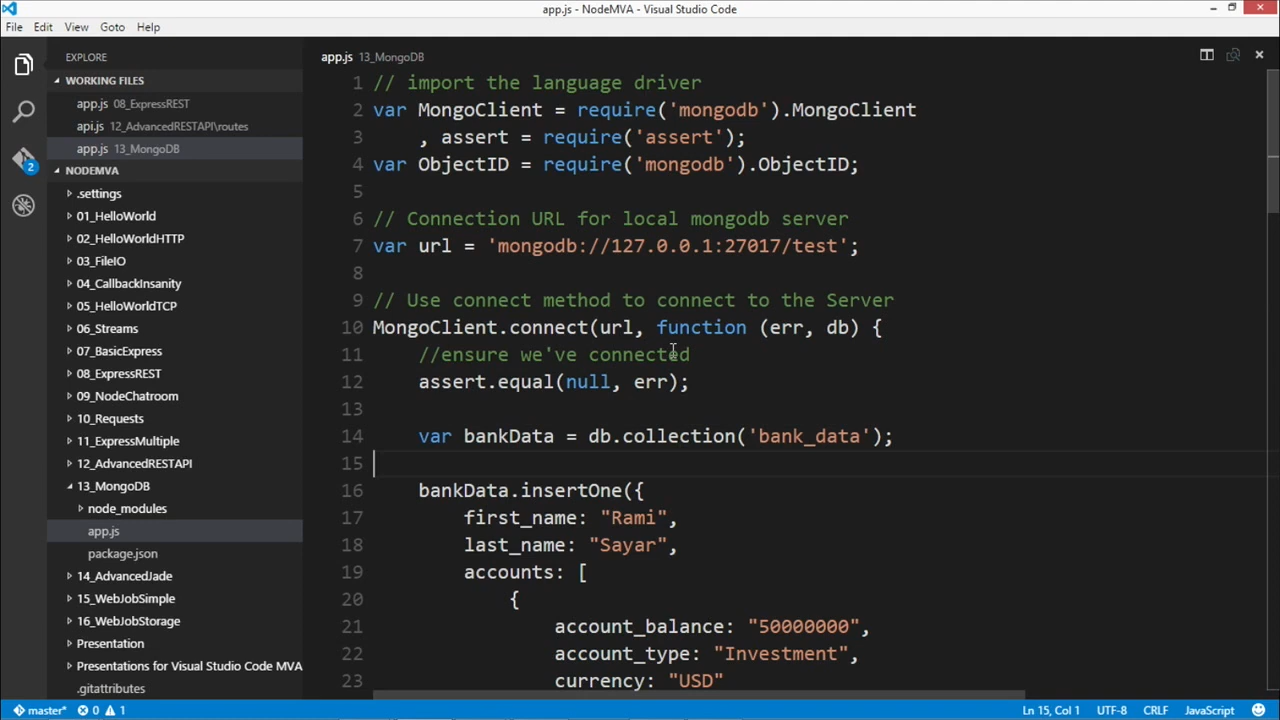 app.js - NodeMVA - Visual Studio Code
File Edit View Goto Help
EXPLORE
WORKING FILES
app.js 08_ExpressREST
api.js 12_AdvancedRESTAPI\routes
app.js 13_MongoDB
NODEMVA
.settings
01_HelloWorld
02_HelloWorldHTTP
03_FileIO
04_CallbackInsanity
05_HelloWorldTCP
06_Streams
07_BasicExpress
08_ExpressREST
09_NodeChatroom
10_Requests
11_ExpressMultiple
12_AdvancedRESTAPI
13_MongoDB
node_modules
app.js
package.json
14_AdvancedJade
15_WebJobSimple
16_WebJobStorage
Presentation
Presentations for Visual Studio Code MVA
.gitattributes
2
app.js 13_MongoDB
1 // import the language driver
2 var MongoClient = require('mongodb').MongoClient
3 , assert = require('assert');
4 var ObjectID = require('mongodb').ObjectID;
5
6 // Connection URL for local mongodb server
7 var url = 'mongodb://127.0.0.1:27017/test';
8
9 // Use connect method to connect to the Server
10 MongoClient.connect(url, function (err, db) {
11 //ensure we've connected
12 assert.equal(null, err);
13
14 var bankData = db.collection('bank_data');
15
16 bankData.insertOne({
17 first_name: "Rami",
18 last_name: "Sayar",
19 accounts: [
20 {
21 account_balance: "50000000",
22 account_type: "Investment",
23 currency: "USD"
master* 0 1 Ln 15, Col 1 UTF-8 CRLF JavaScript